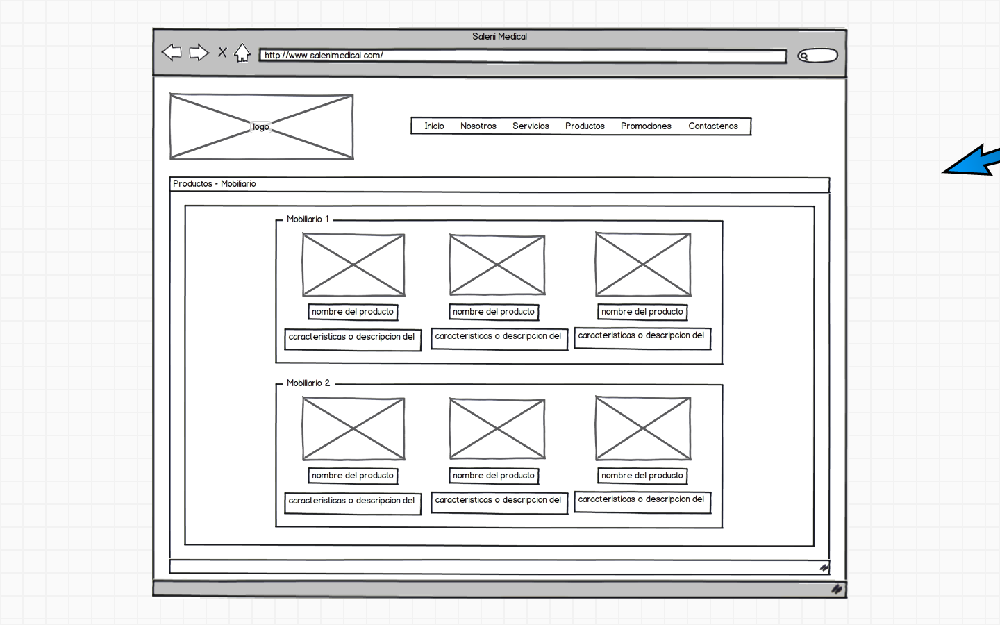 Saleni Medical
http://www.salenimedical.com/
logo
Inicio Nosotros Servicios Productos Promociones Contactenos
Productos - Mobiliario
Mobiliario 1
nombre del producto nombre del producto nombre del producto
caracteristicas o descripcion del caracteristicas o descripcion del caracteristicas o descripcion del
Mobiliario 2
nombre del producto nombre del producto nombre del producto
caracteristicas o descripcion del caracteristicas o descripcion del caracteristicas o descripcion del